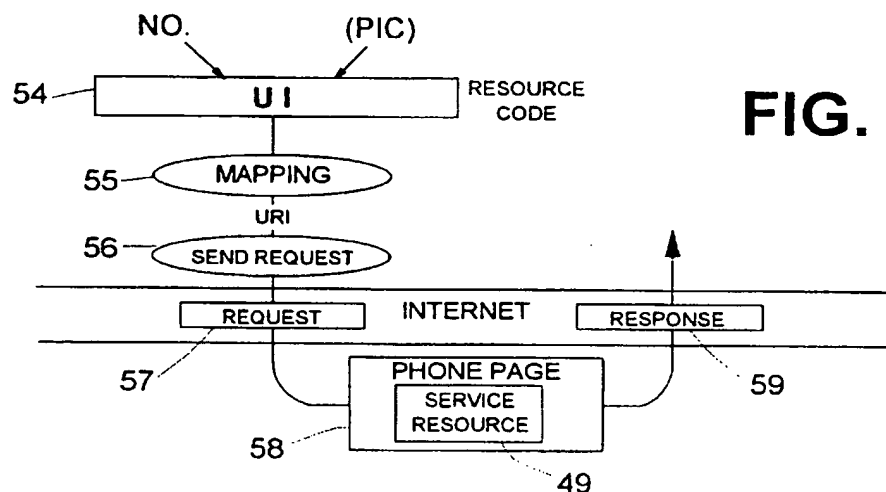 NO. (PIC)
54
U I
RESOURCE
CODE
FIG.
55
MAPPING
URI
56
SEND REQUEST
REQUEST
INTERNET
RESPONSE
57
59
PHONE PAGE
SERVICE
RESOURCE
58
49